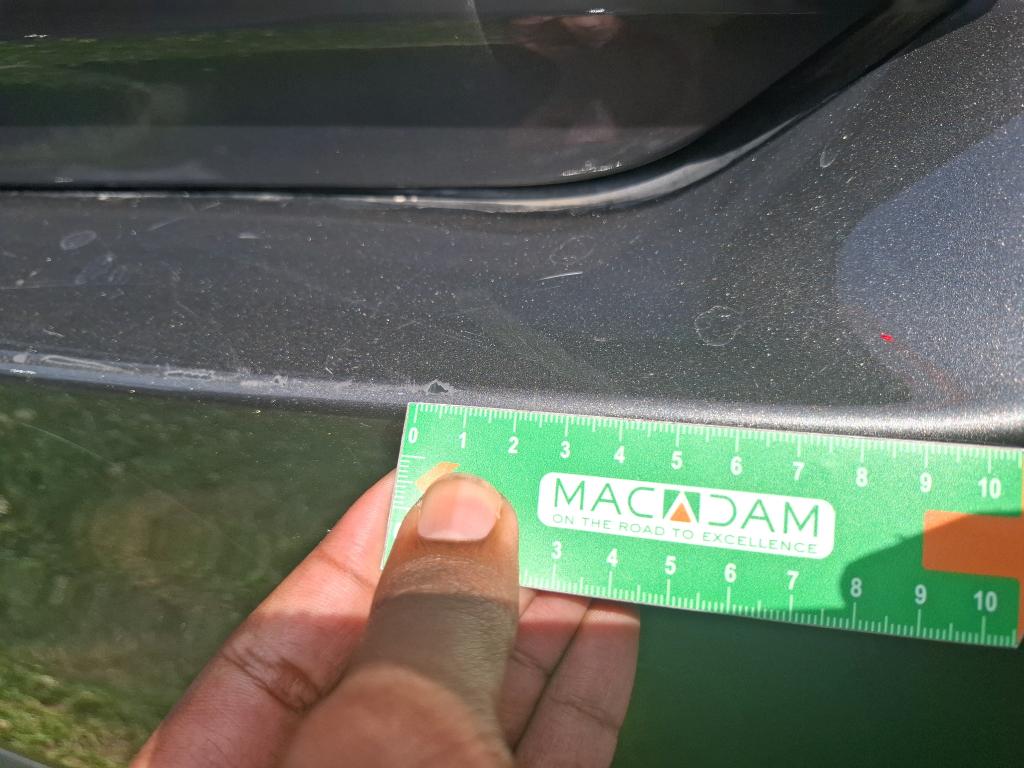 0 1 2 3 4 5 6 7 8 9 10
MACADAM
ON THE ROAD TO EXCELLENCE
3 4 5 6 7 8 9 10